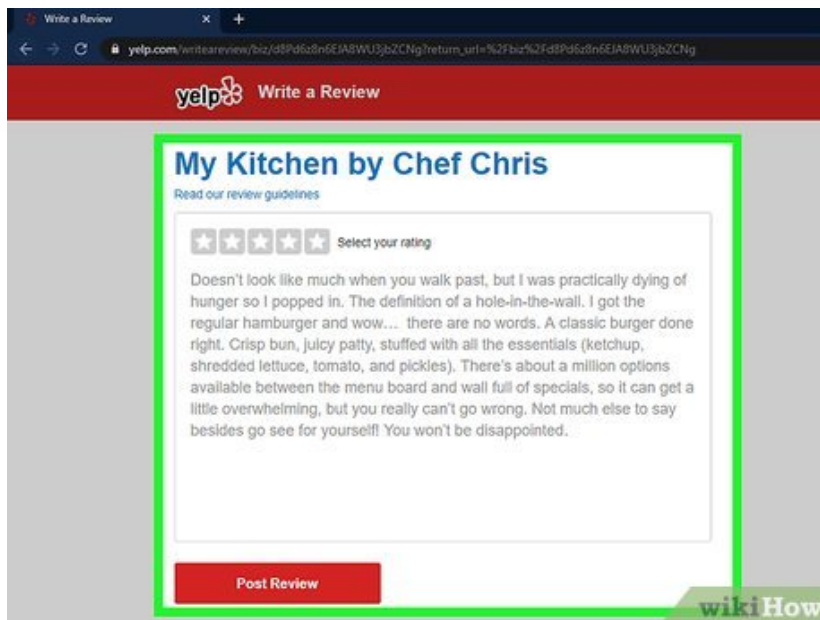 Write a Review
yelp.com/writeareview/biz/d8Pd6z8n6EJA8WU3jbZCNg?return_url=%2Fbiz%2Fd8Pd6z8n6EJA8WU3jbZCNg
yelp Write a Review
My Kitchen by Chef Chris
Read our review guidelines
Select your rating
Doesn't look like much when you walk past, but I was practically dying of
hunger so I popped in. The definition of a hole-in-the-wall. I got the
regular hamburger and wow… there are no words. A classic burger done
right. Crisp bun, juicy patty, stuffed with all the essentials (ketchup,
shredded lettuce, tomato, and pickles). There's about a million options
available between the menu board and wall full of specials, so it can get a
little overwhelming, but you really can't go wrong. Not much else to say
besides go see for yourself! You won't be disappointed.
Post Review
wikiHow